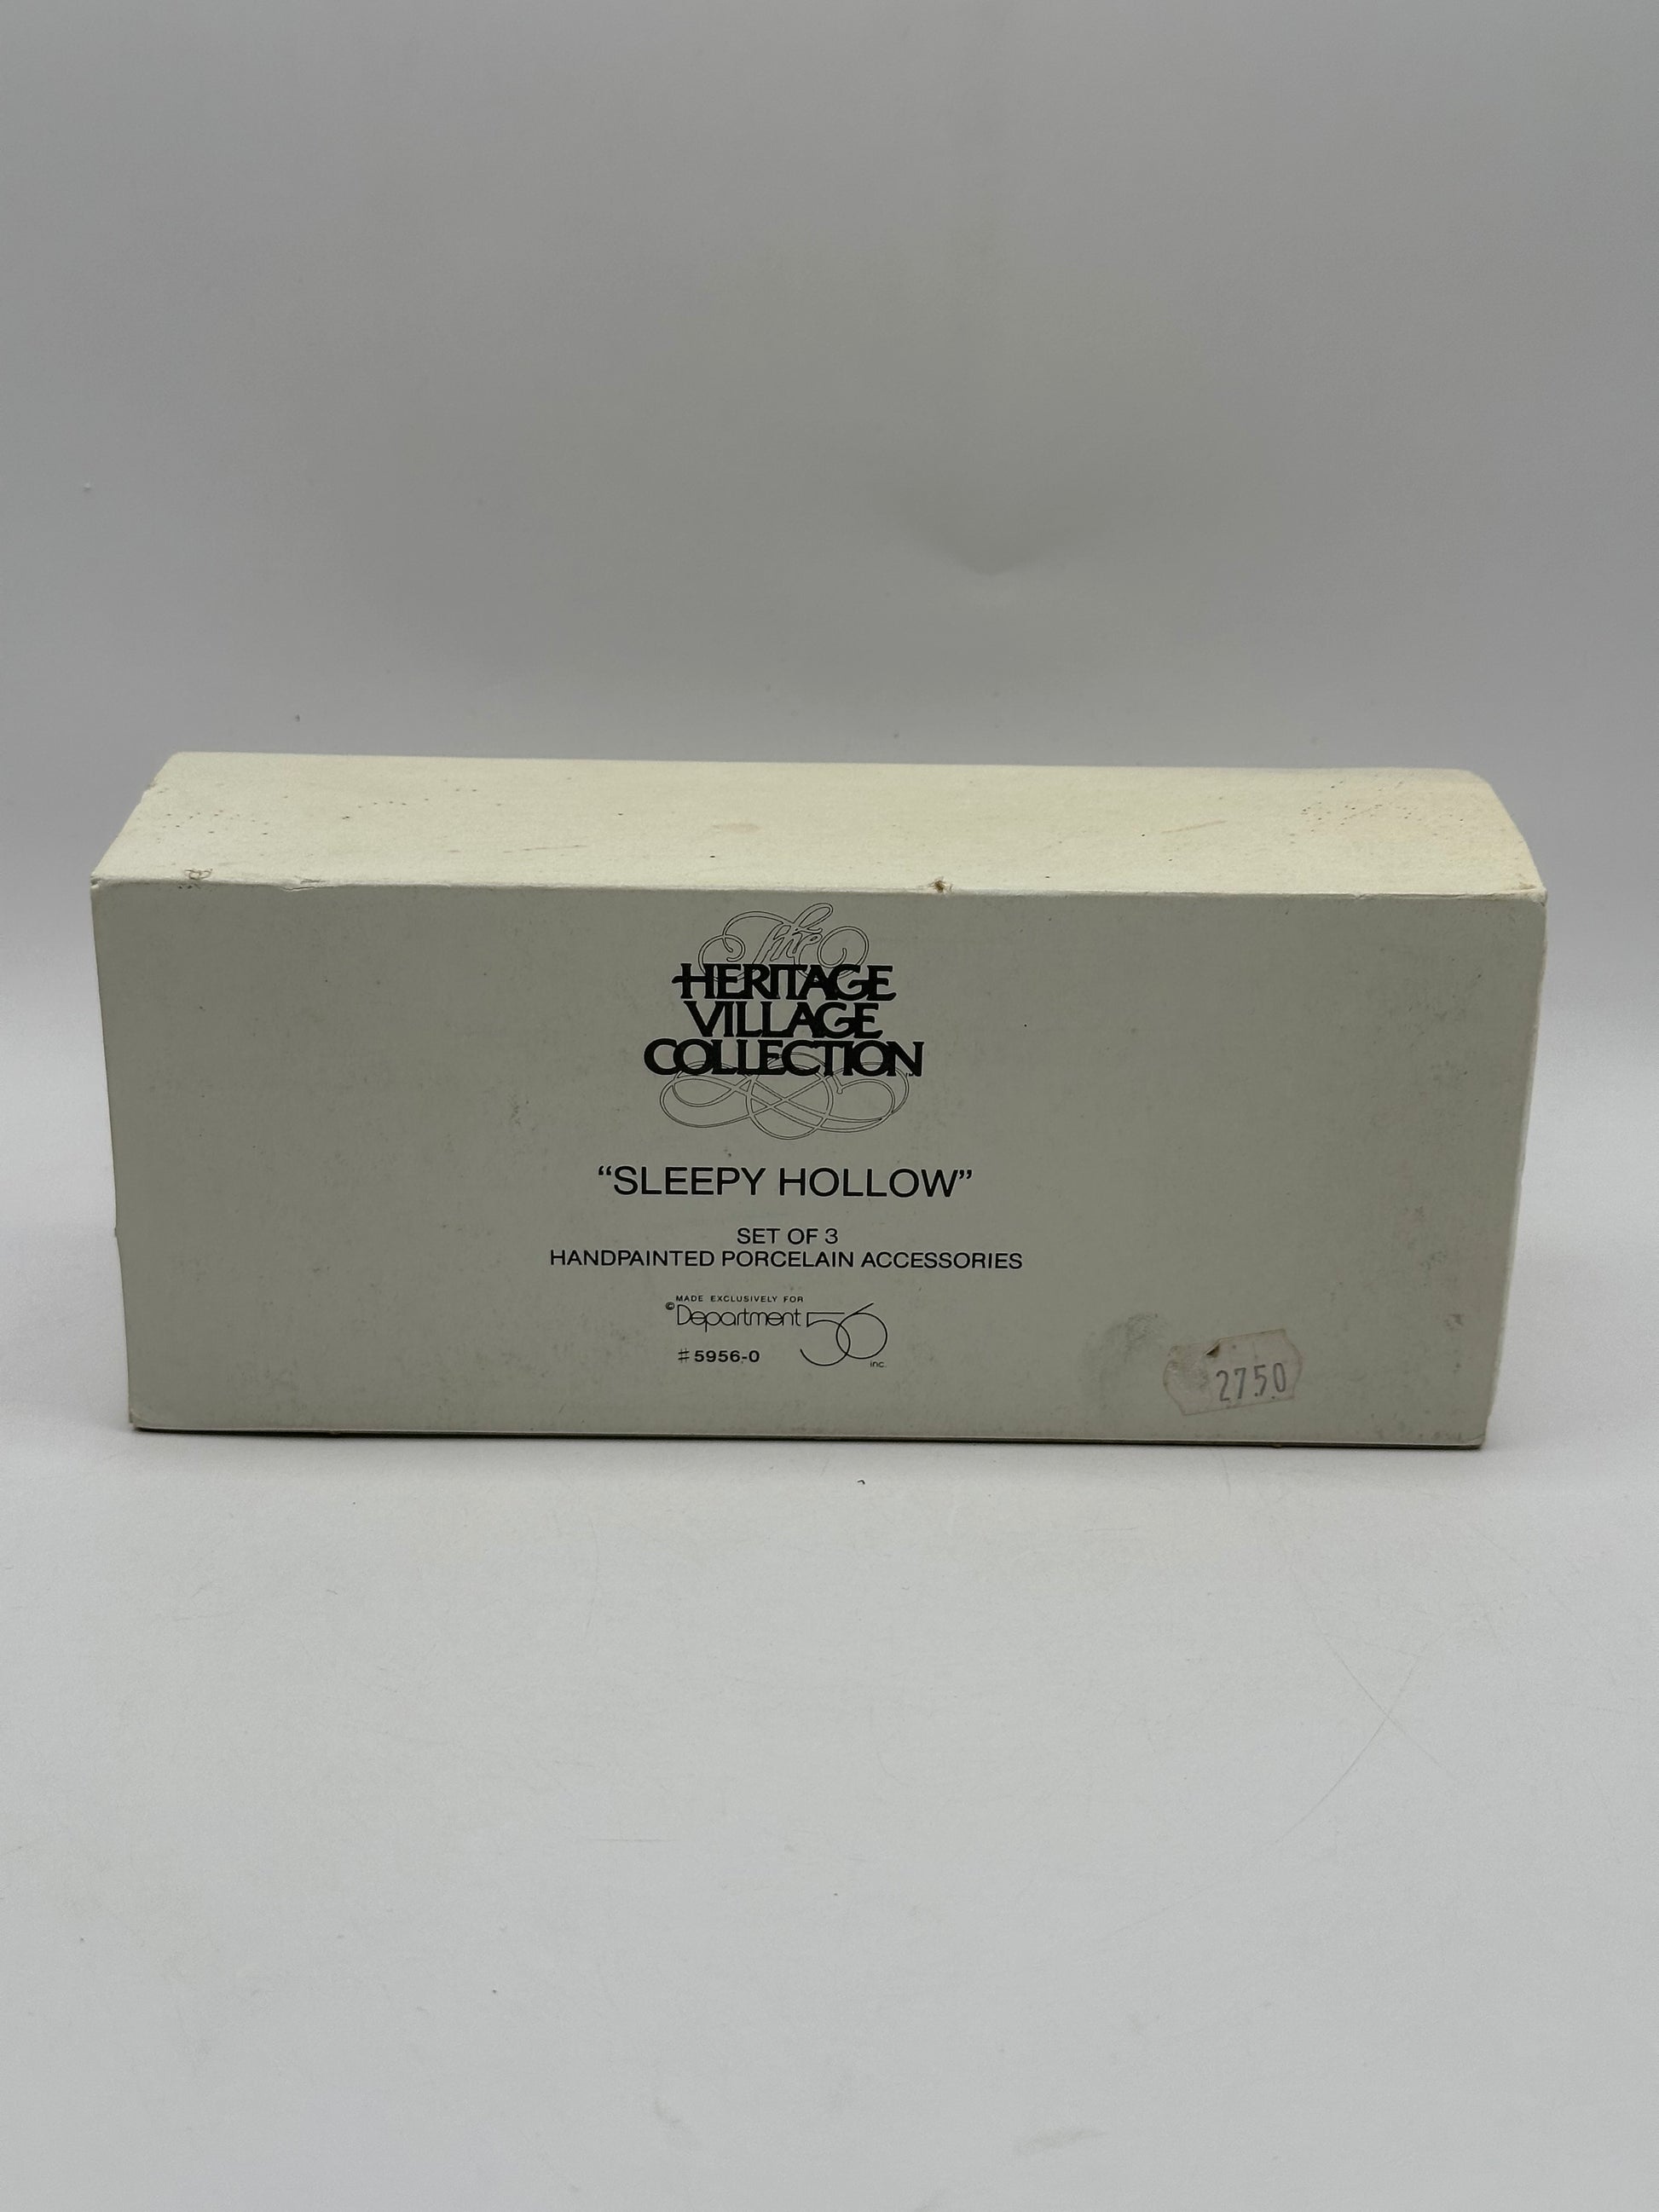 The
HERITAGE
VILLAGE
COLLECTION™
“SLEEPY HOLLOW”
SET OF 3
HANDPAINTED PORCELAIN ACCESSORIES
MADE EXCLUSIVELY FOR
©Department 56 inc.
#5956-0
27.50